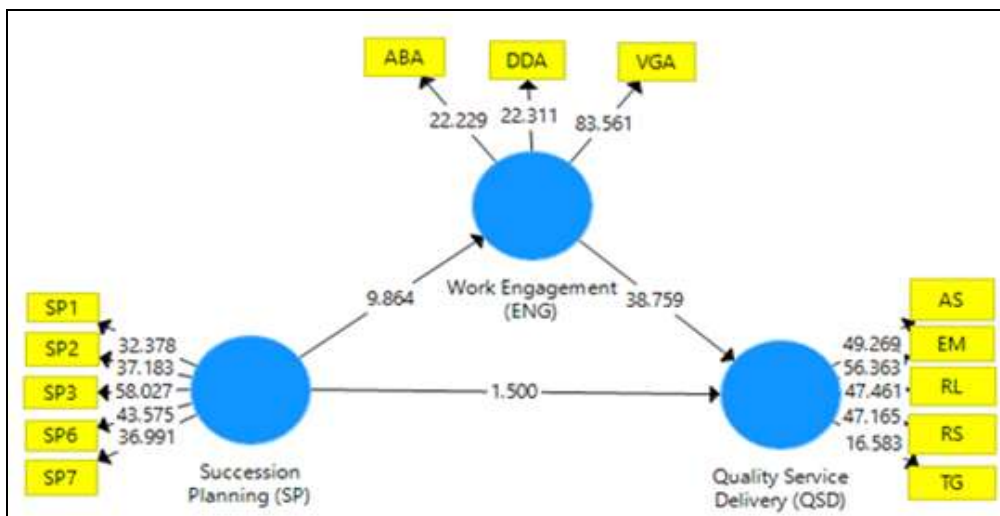 ABA
DDA
VGA
22.229
22.311
83.561
Work Engagement
(ENG)
9.864
38.759
1.500
SP1
SP2
SP3
SP6
SP7
32.378
37.183
58.027
43.575
36.991
Succession
Planning (SP)
AS
EM
RL
RS
TG
49.269
56.363
47.461
47.165
16.583
Quality Service
Delivery (QSD)